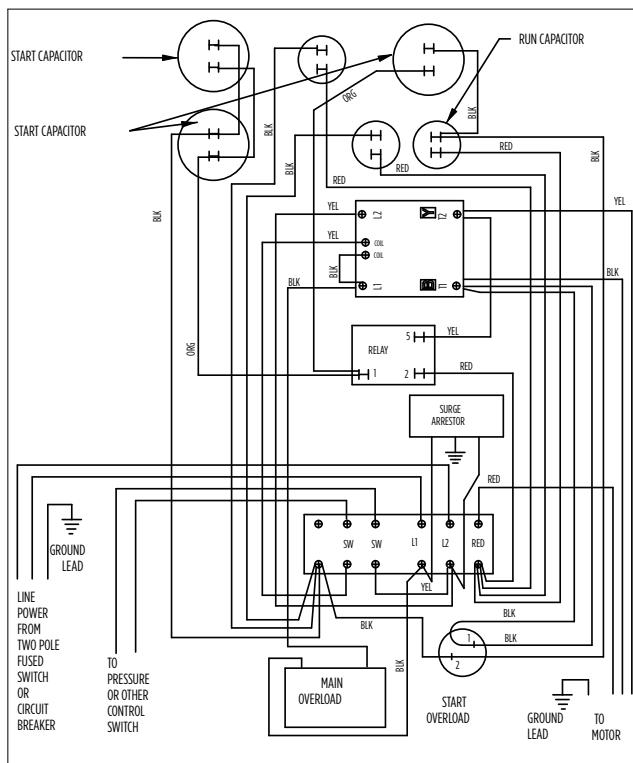 START CAPACITOR
RUN CAPACITOR
START CAPACITOR
ORG
BLK
BLK
BLK
BLK
RED
RED
RED
BLK
BLK
YEL
YEL
YEL
L2
Y
T2
COIL
COIL
BLK
BLK
L1
B
T1
5
YEL
RELAY
ORG
1
2
RED
SURGE
ARRESTOR
RED
SW
SW
L1
L2
RED
GROUND
LEAD
YEL
LINE
POWER
FROM
TWO POLE
FUSED
SWITCH
OR
CIRCUIT
BREAKER
TO
PRESSURE
OR OTHER
CONTROL
SWITCH
BLK
BLK
1
BLK
2
BLK
MAIN
OVERLOAD
START
OVERLOAD
GROUND
LEAD
TO
MOTOR